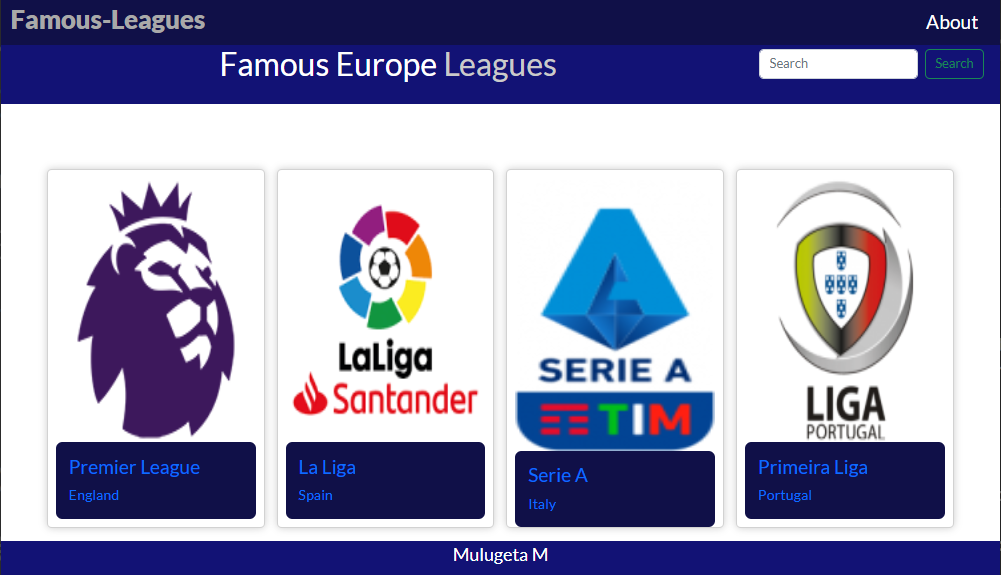 Famous-Leagues
About
Famous Europe Leagues
Search
Search
LaLiga
Santander
SERIE A
TIM
LIGA
PORTUGAL
Premier League
England
La Liga
Spain
Serie A
Italy
Primeira Liga
Portugal
Mulugeta M